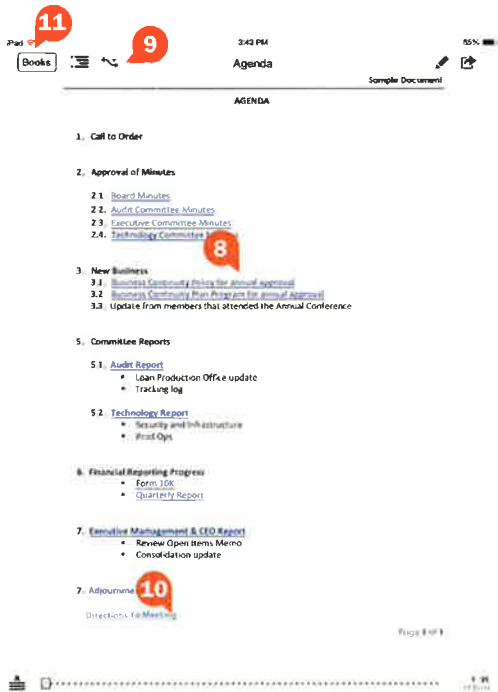 11
iPad
9
3:43 PM
65%
Books
Agenda
Sample Document
AGENDA
1. Call to Order
2. Approval of Minutes
2.1 Board Minutes
2.2. Audit Committee Minutes
2.3. Executive Committee Minutes
2.4. Technology Committee
8
3. New Business
3.1. Business Continuity Policy for annual approval
3.2 Business Continuity Plan Program for annual approval
3.3. Update from members that attended the Annual Conference
5. Committee Reports
5.1. Audit Report
• Loan Production Office update
• Tracking log
5.2. Technology Report
• Security and Infrastructure
• Prod Ops
6. Financial Reporting Progress
• Form 10K
• Quarterly Report
7. Executive Management & CEO Report
• Review Open Items Memo
• Consolidation update
7. Adjournme
10
Directions To Meeting
Page 1 of 1